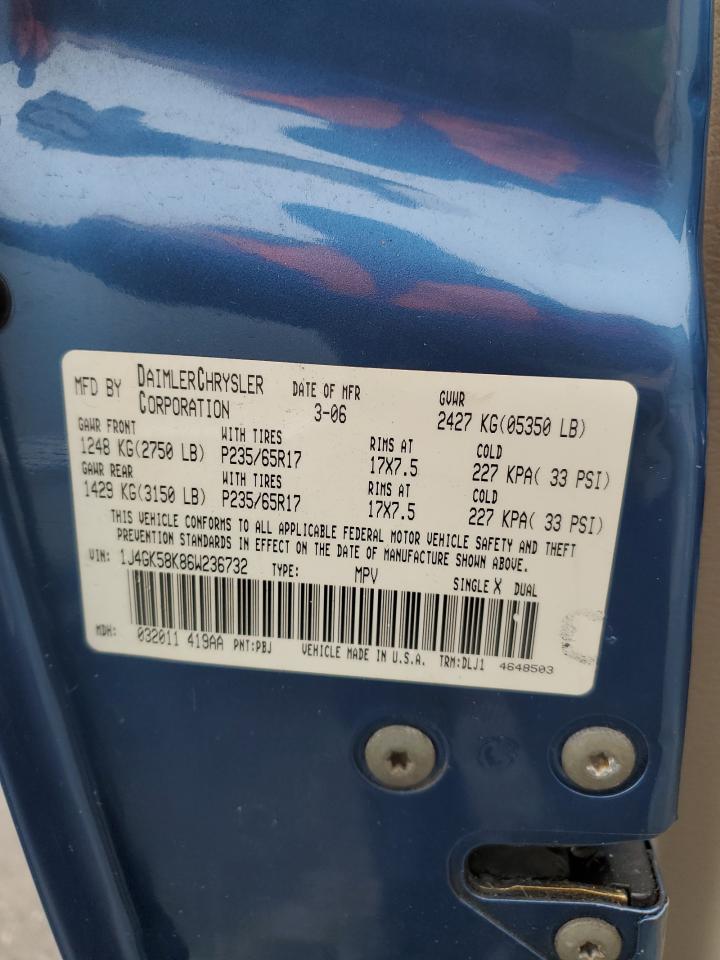 MFD BY DAIMLERCHRYSLER CORPORATION DATE OF MFR 3-06 GVWR 2427 KG(05350 LB)
GAWR FRONT WITH TIRES RIMS AT COLD
1248 KG(2750 LB) P235/65R17 17X7.5 227 KPA( 33 PSI)
GAWR REAR WITH TIRES RIMS AT COLD
1429 KG(3150 LB) P235/65R17 17X7.5 227 KPA( 33 PSI)
THIS VEHICLE CONFORMS TO ALL APPLICABLE FEDERAL MOTOR VEHICLE SAFETY AND THEFT
PREVENTION STANDARDS IN EFFECT ON THE DATE OF MANUFACTURE SHOWN ABOVE.
VIN: 1J4GK58K86W236732 TYPE: MPV SINGLE X DUAL
MDH: 032011 419AA PNT:PBJ VEHICLE MADE IN U.S.A. TRM:DLJ1 4648503